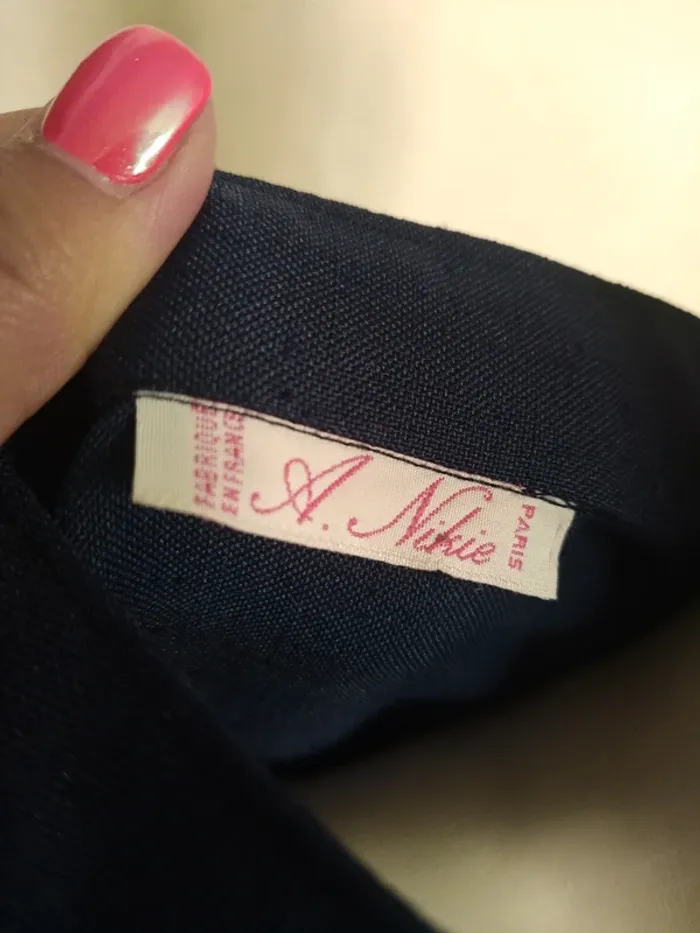 FABRIQUÉ
EN FRANCE
A. Nikie
PARIS